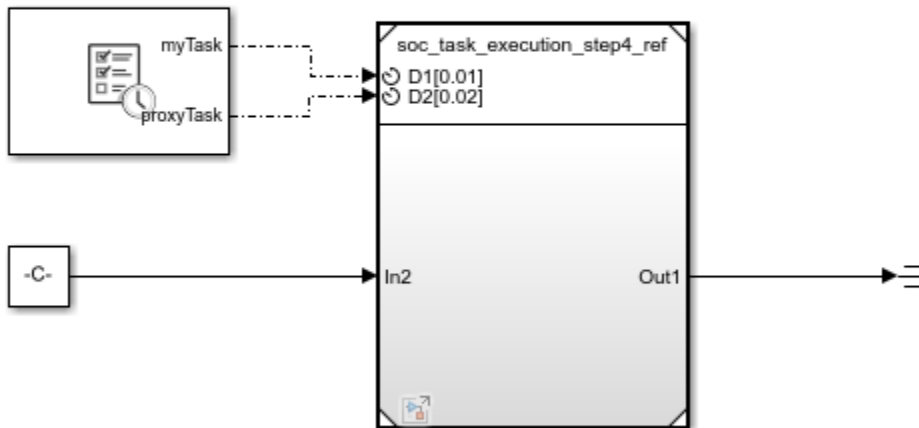 myTask
proxyTask
soc_task_execution_step4_ref
D1[0.01]
D2[0.02]
-C-
In2
Out1